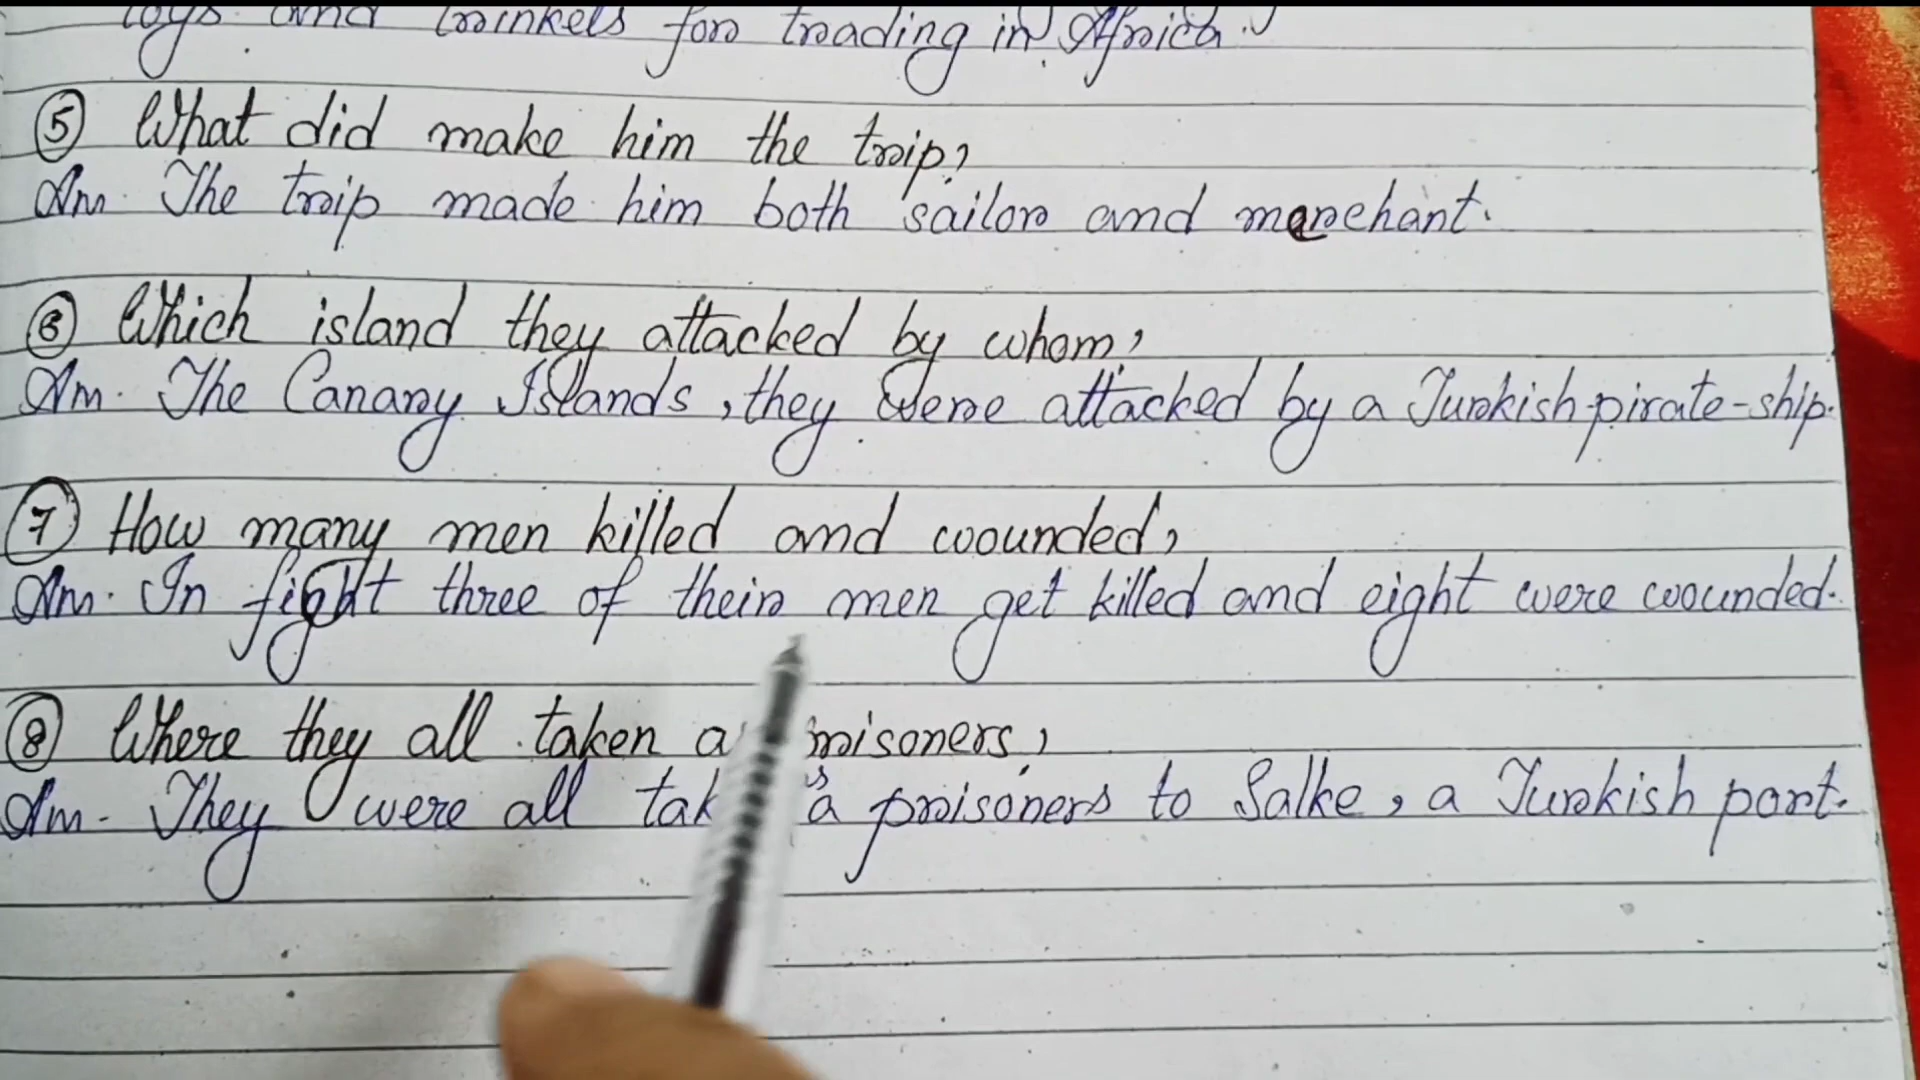 toys and trinkets for trading in Africa.
⑤ What did make him the trip?
Ans. The trip made him both sailor and merchant.
⑥ Which island they attacked by whom?
Ans. The Canary Islands, they were attacked by a Turkish-pirate-ship.
⑦ How many men killed and woounded?
Ans. In fight three of their men get killed and eight were woounded.
⑧ Where they all taken prisoners?
Ans. They were all prisoners to Salke, a Turkish port.